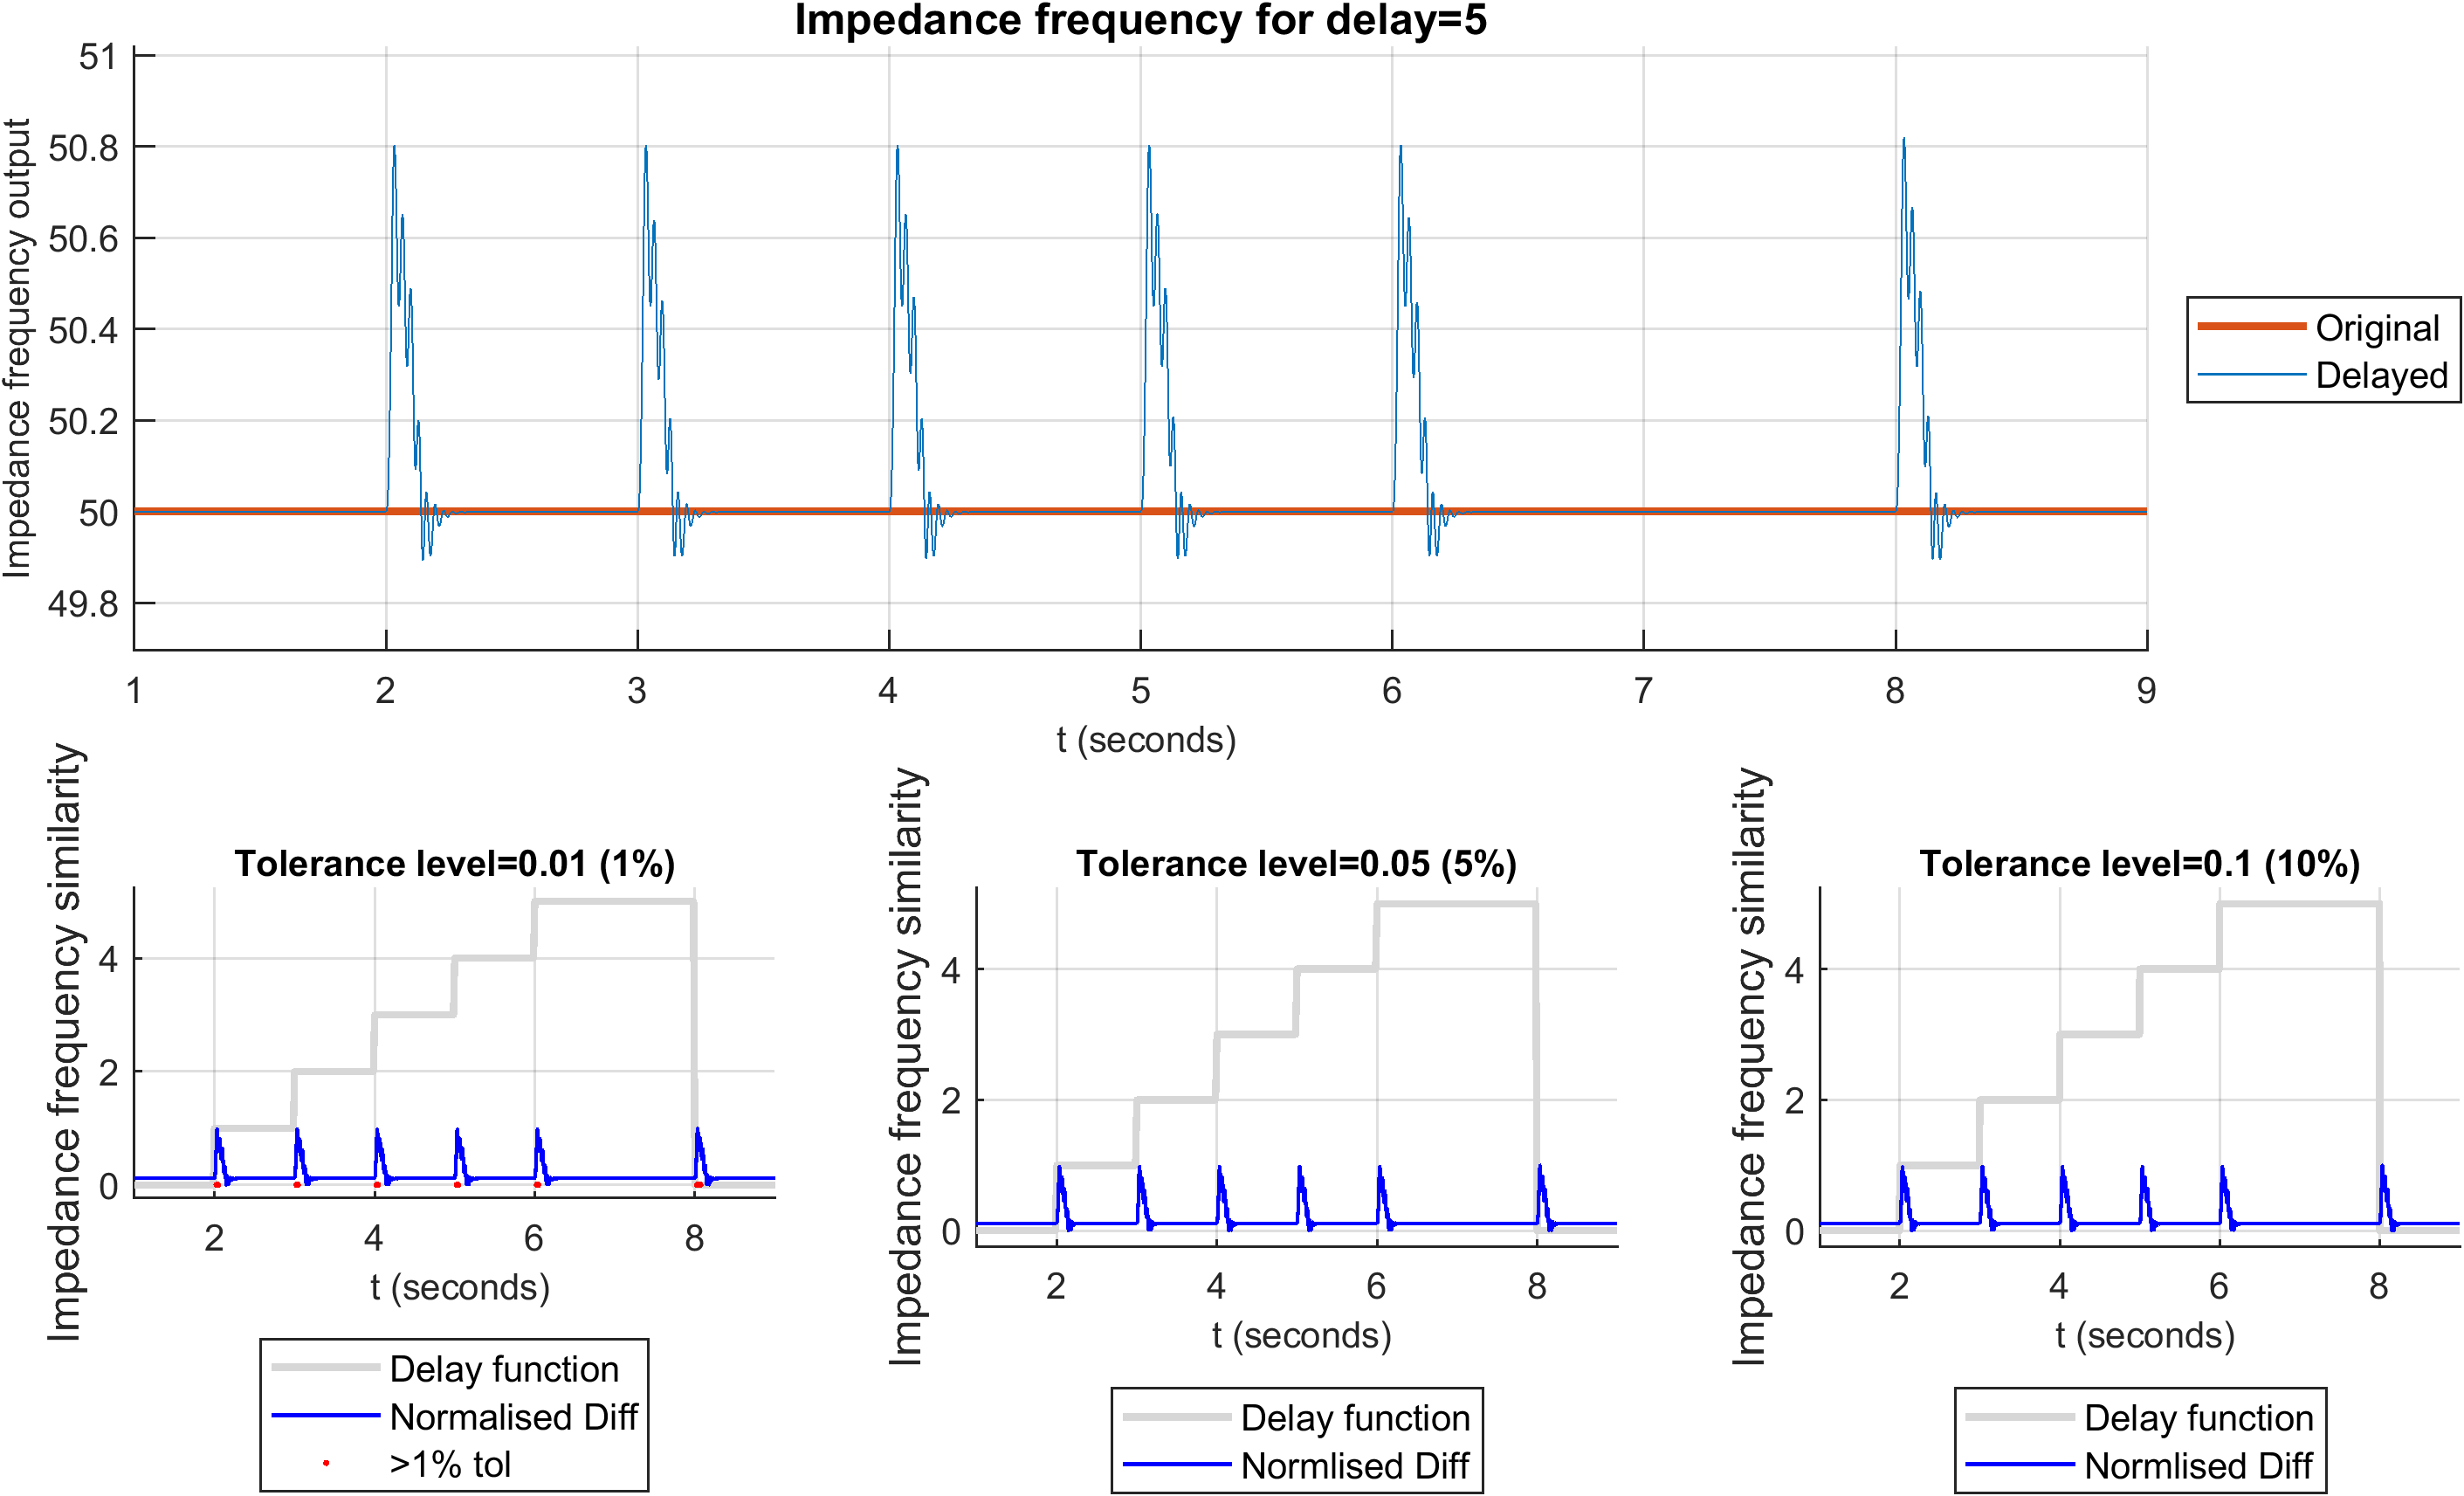 Impedance frequency for delay=5
Impedance frequency output
51
50.8
50.6
50.4
50.2
50
49.8
1 2 3 4 5 6 7 8 9
t (seconds)
Original
Delayed
Tolerance level=0.01 (1%)
Impedance frequency similarity
4
2
0
2 4 6 8
t (seconds)
Delay function
Normalised Diff
>1% tol
Tolerance level=0.05 (5%)
Impedance frequency similarity
4
2
0
2 4 6 8
t (seconds)
Delay function
Normlised Diff
Tolerance level=0.1 (10%)
Impedance frequency similarity
4
2
0
2 4 6 8
t (seconds)
Delay function
Normlised Diff